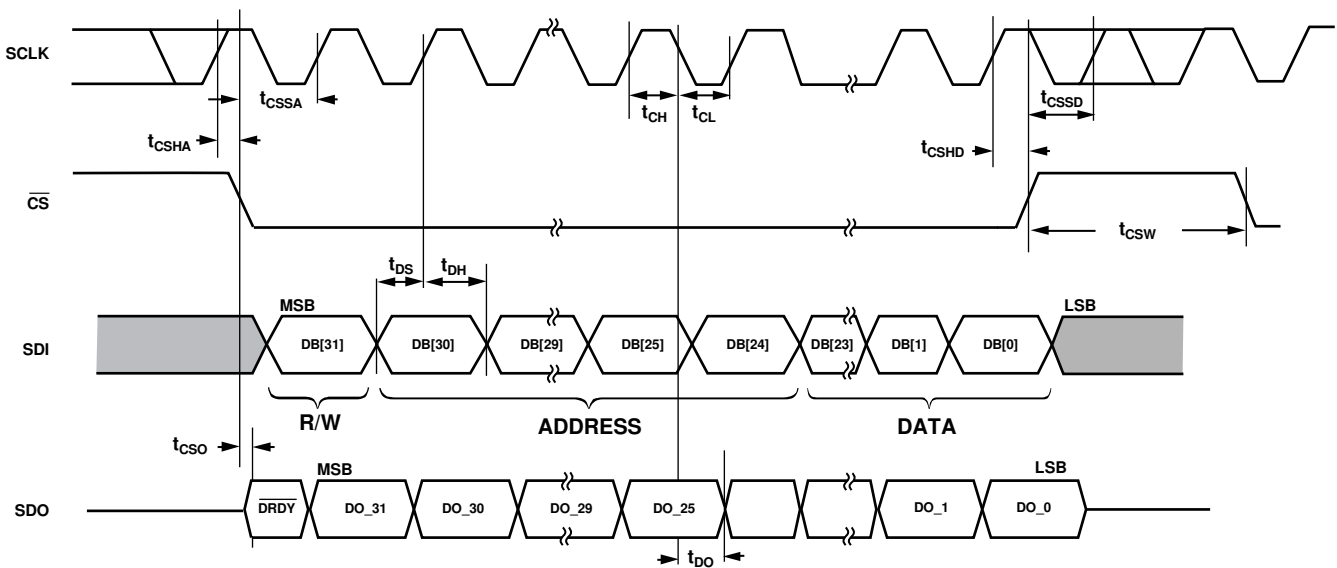 SCLK
tCSSA
tCH
tCL
tCSSD
tCSHA
tCSHD
CS
tCSW
tDS
tDH
MSB
LSB
SDI
DB[31]
DB[30]
DB[29]
DB[25]
DB[24]
DB[23]
DB[1]
DB[0]
R/W
ADDRESS
DATA
tCSO
MSB
LSB
SDO
DRDY
DO_31
DO_30
DO_29
DO_25
DO_1
DO_0
tDO